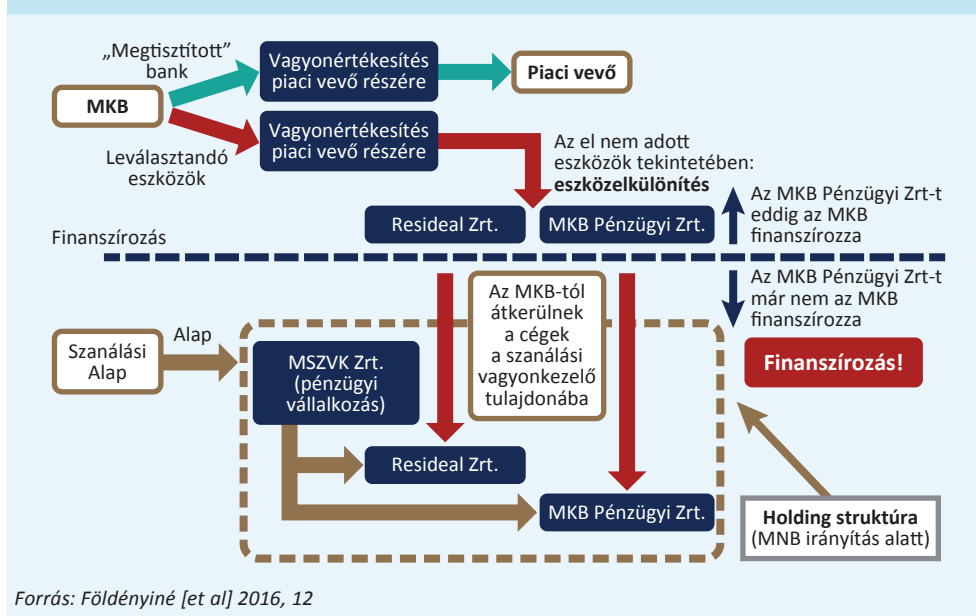 „Megtisztított”
bank
MKB
Leválasztandó
eszközök
Vagyonértékesítés
piaci vevő részére
Piaci vevő
Vagyonértékesítés
piaci vevő részére
Az el nem adott
eszközök tekintetében:
eszközelkülönítés
Resideal Zrt.
MKB Pénzügyi Zrt.
Az MKB Pénzügyi Zrt-t
eddig az MKB
finanszírozza
Finanszírozás
Az MKB Pénzügyi Zrt-t
már nem az MKB
finanszírozza
Az MKB-tól
átkerülnek
a cégek
a szanálási
vagyonkezelő
tulajdonába
Szanálási
Alap
Alap
MSZVK Zrt.
(pénzügyi
vállalkozás)
Finanszírozás!
Resideal Zrt.
MKB Pénzügyi Zrt.
Holding struktúra
(MNB irányítás alatt)
Forrás: Földényiné [et al] 2016, 12